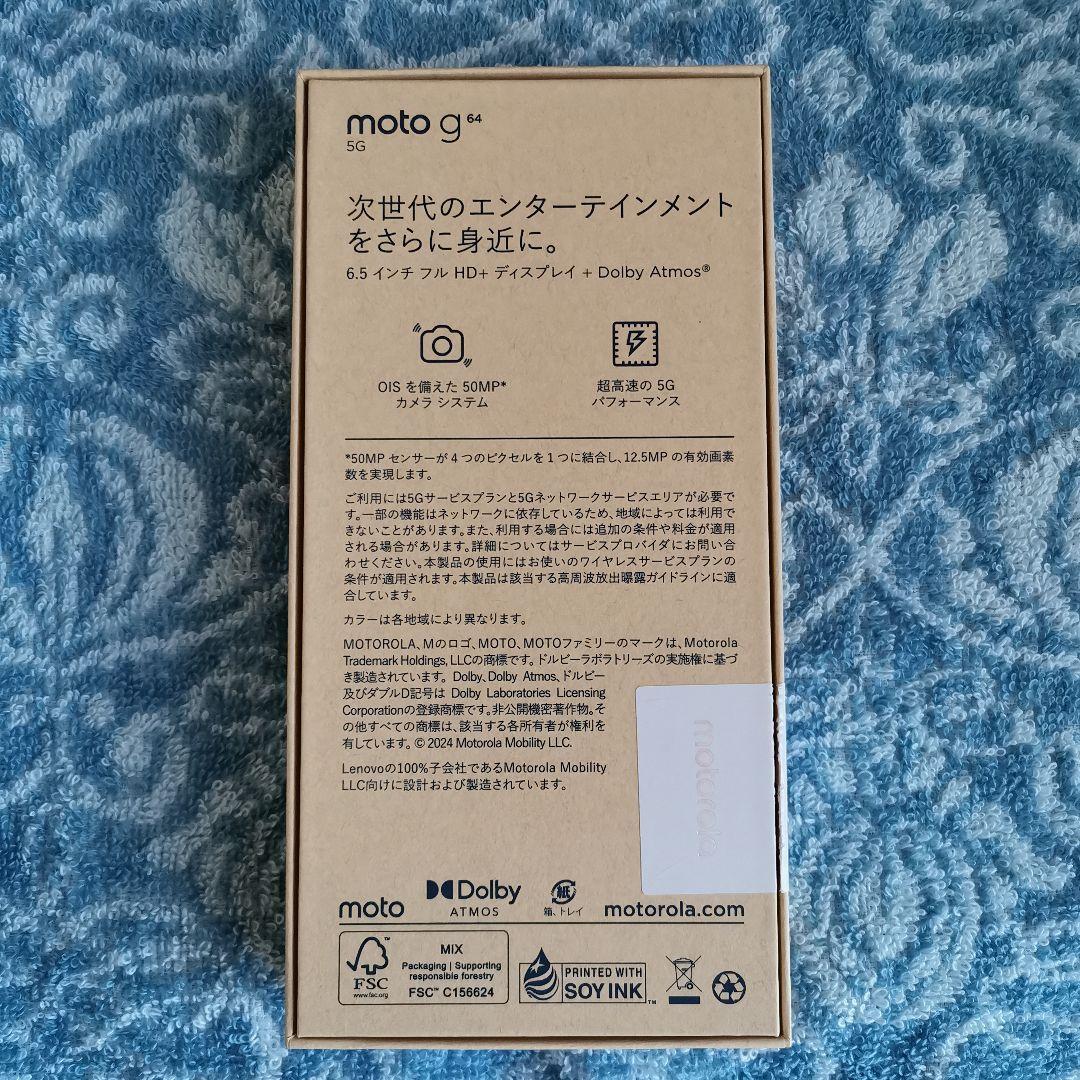 moto g 64
5G
次世代のエンターテインメント
をさらに身近に。
6.5 インチ フル HD+ ディスプレイ + Dolby Atmos®
OIS を備えた 50MP*
カメラ システム
超高速の 5G
パフォーマンス
*50MP センサーが 4 つのピクセルを 1 つに結合し、12.5MP の有効画素
数を実現します。
ご利用には5Gサービスプランと5Gネットワークサービスエリアが必要で
す。一部の機能はネットワークに依存しているため、地域によっては利用で
きないことがあります。また、利用する場合には追加の条件や料金が適用
される場合があります。詳細についてはサービスプロバイダにお問い合
わせください。本製品の使用にはお使いのワイヤレスサービスプランの
条件が適用されます。本製品は該当する高周波放出曝露ガイドラインに適
合しています。
カラーは各地域により異なります。
MOTOROLA、Mのロゴ、MOTO、MOTOファミリーのマークは、Motorola
Trademark Holdings, LLCの商標です。ドルビーラボラトリーズの実施権に基づ
き製造されています。Dolby、Dolby Atmos、ドルビー
及びダブルD記号は Dolby Laboratories Licensing
Corporationの登録商標です。非公開機密著作物。そ
の他すべての商標は、該当する各所有者が権利を
有しています。© 2024 Motorola Mobility LLC.
Lenovoの100%子会社であるMotorola Mobility
LLC向けに設計および製造されています。
motorola
moto
Dolby
ATMOS
紙
箱、トレイ
motorola.com
FSC™
www.fsc.org
MIX
Packaging | Supporting
responsible forestry
FSC™ C156624
PRINTED WITH
SOY INK™